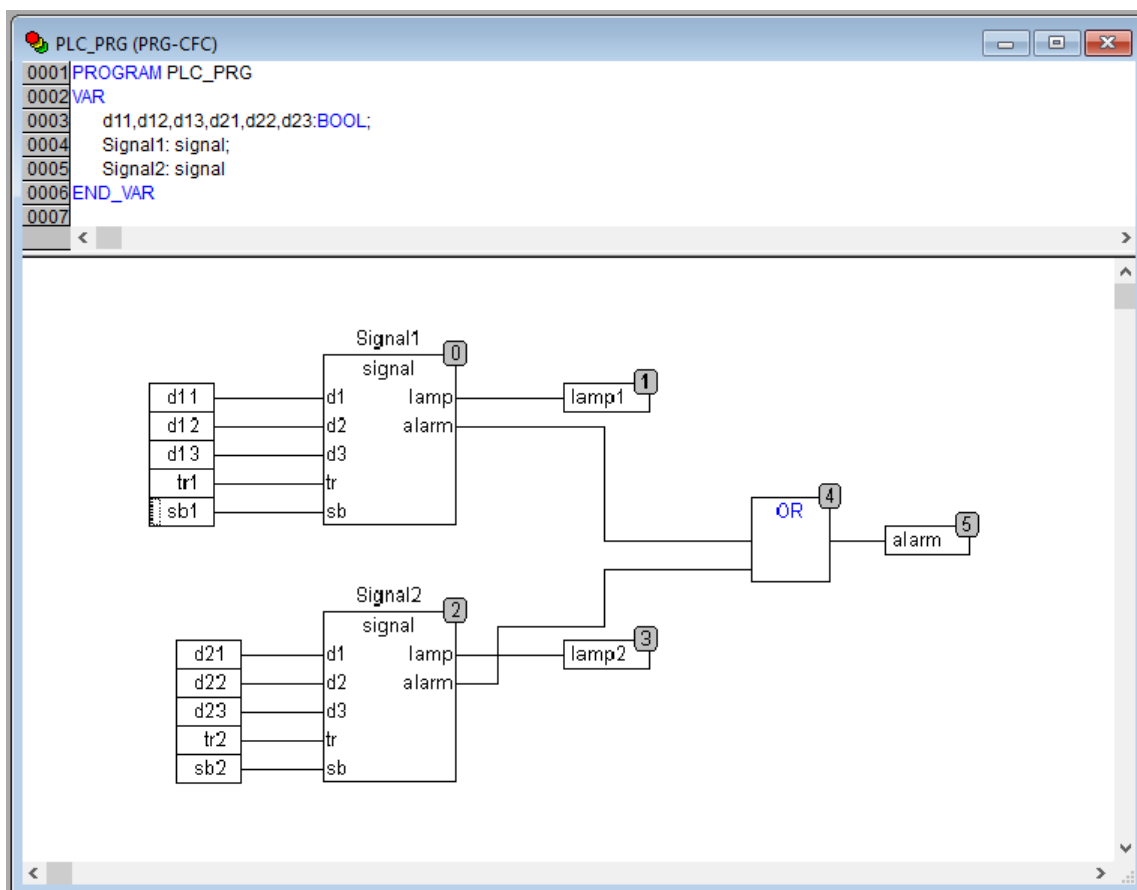 PLC_PRG (PRG-CFC)
0001 PROGRAM PLC_PRG
0002 VAR
0003 d11,d12,d13,d21,d22,d23:BOOL;
0004 Signal1: signal;
0005 Signal2: signal
0006 END_VAR
0007
Signal1
0
signal
d11 d1 lamp lamp1 1
d12 d2 alarm
d13 d3
tr1 tr
sb1 sb
OR 4
alarm 5
Signal2
2
signal
d21 d1 lamp lamp2 3
d22 d2 alarm
d23 d3
tr2 tr
sb2 sb